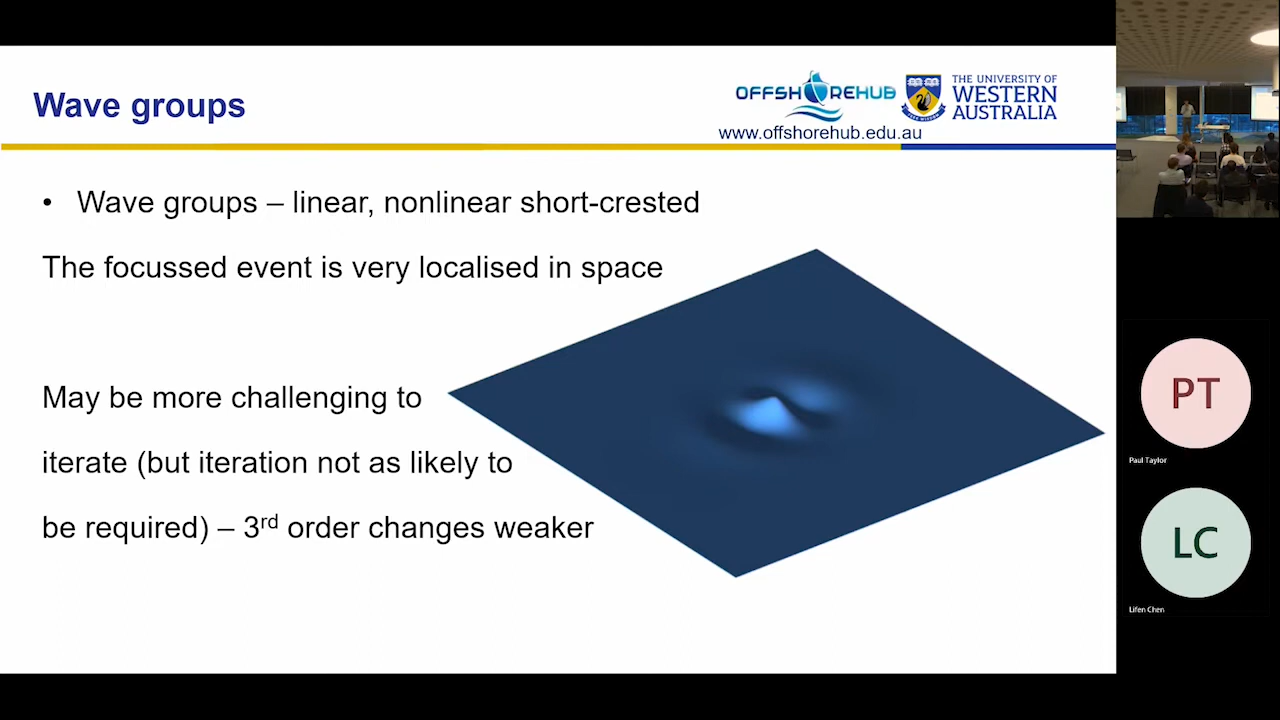 Wave groups
OFFSHOREHUB
www.offshorehub.edu.au
THE UNIVERSITY OF
WESTERN
AUSTRALIA
• Wave groups – linear, nonlinear short-crested
The focussed event is very localised in space
May be more challenging to
iterate (but iteration not as likely to
be required) – 3rd order changes weaker
PT
Paul Taylor
LC
Lifen Chen